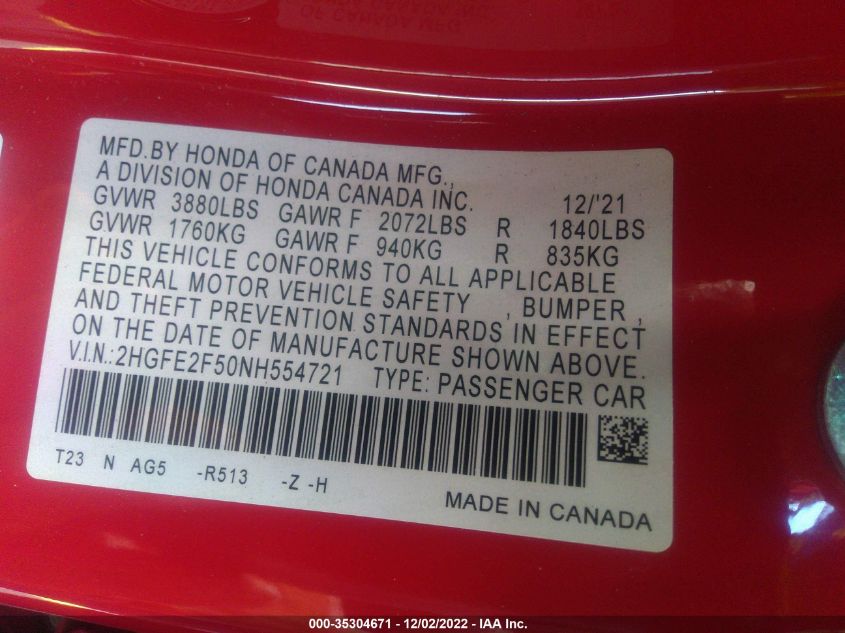 MFD. BY HONDA OF CANADA MFG.,
A DIVISION OF HONDA CANADA INC. 12/'21
GVWR 3880LBS GAWR F 2072LBS R 1840LBS
GVWR 1760KG GAWR F 940KG R 835KG
THIS VEHICLE CONFORMS TO ALL APPLICABLE
FEDERAL MOTOR VEHICLE SAFETY , BUMPER ,
AND THEFT PREVENTION STANDARDS IN EFFECT
ON THE DATE OF MANUFACTURE SHOWN ABOVE.
V.I.N.:2HGFE2F50NH554721 TYPE: PASSENGER CAR
T23 N AG5 -R513 -Z -H
MADE IN CANADA
000-35304671 - 12/02/2022 - IAA Inc.